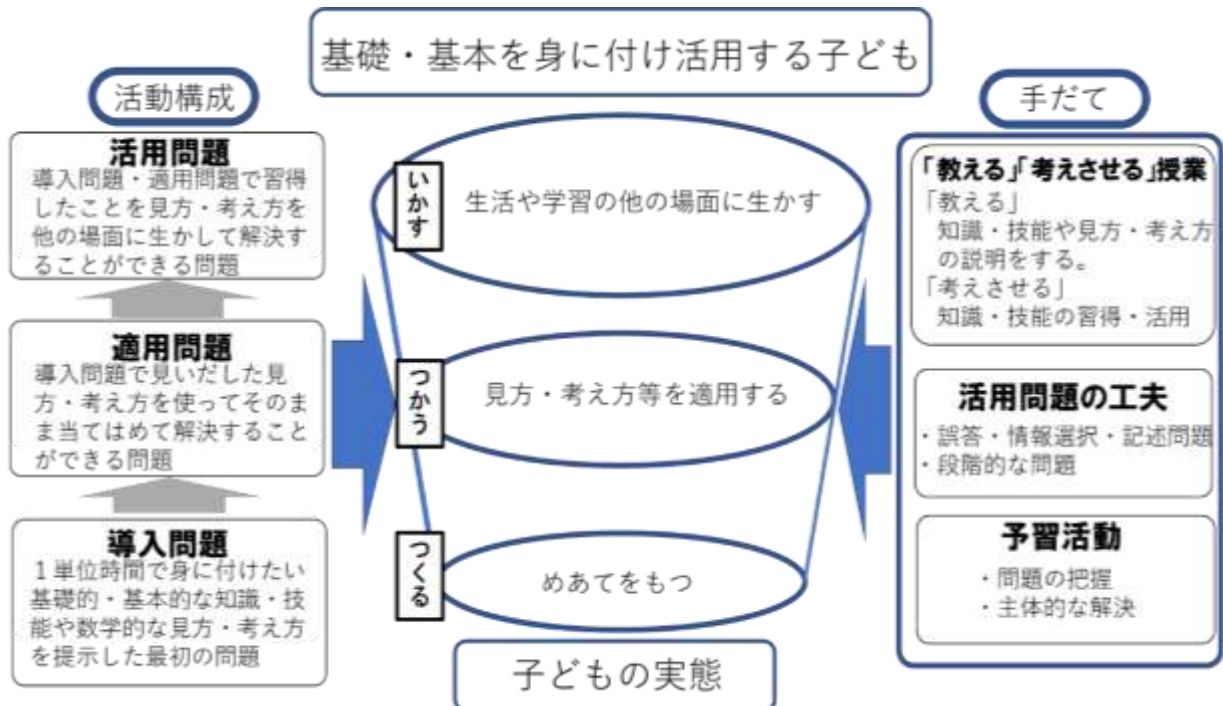 基礎・基本を身に付け活用する子ども
活動構成
活用問題
導入問題・適用問題で習得
したことを見方・考え方を
他の場面に生かして解決す
ることができる問題
適用問題
導入問題で見いだした見
方・考え方を使ってそのま
ま当てはめて解決すること
ができる問題
導入問題
１単位時間で身に付けたい
基礎的・基本的な知識・技
能や数学的な見方・考え方
を提示した最初の問題
いかす
生活や学習の他の場面に生かす
つかう
見方・考え方等を適用する
つくる
めあてをもつ
子どもの実態
手だて
「教える」「考えさせる」授業
「教える」
知識・技能や見方・考え方
の説明をする。
「考えさせる」
知識・技能の習得・活用
活用問題の工夫
・誤答・情報選択・記述問題
・段階的な問題
予習活動
・問題の把握
・主体的な解決